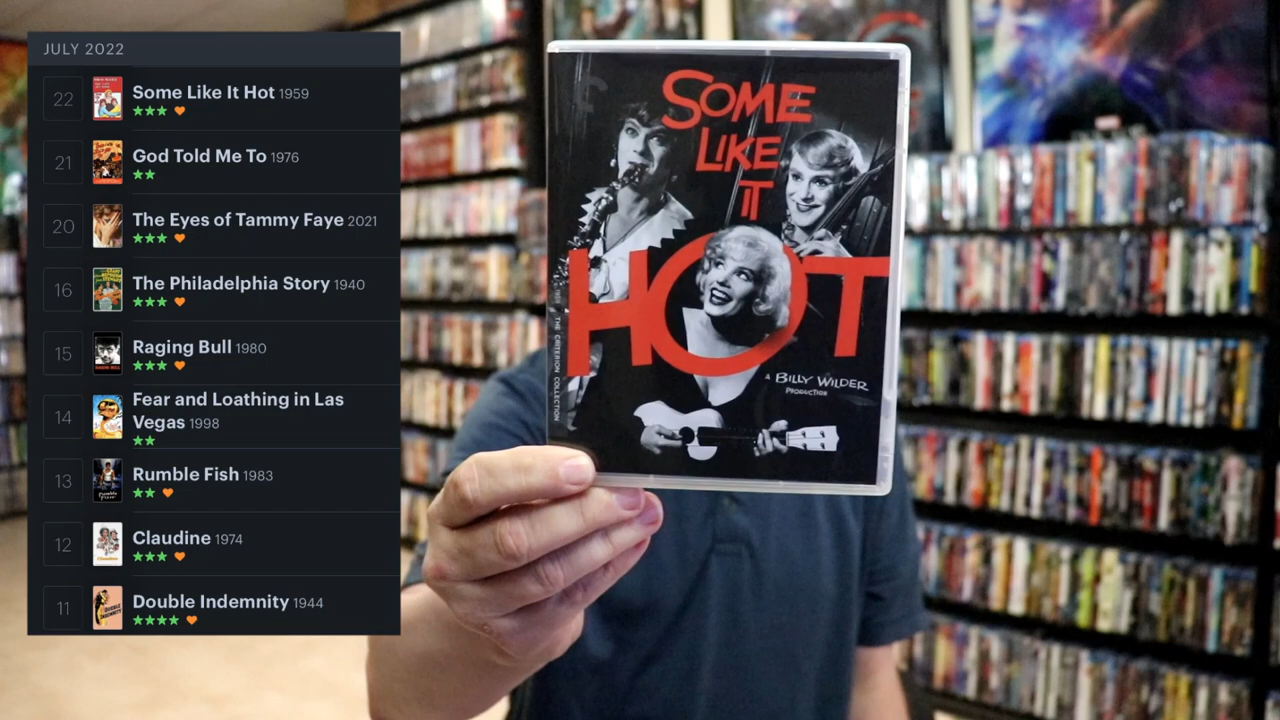 JULY 2022
22
Some Like It Hot 1959
21
God Told Me To 1976
20
The Eyes of Tammy Faye 2021
16
The Philadelphia Story 1940
15
Raging Bull 1980
14
Fear and Loathing in Las
Vegas 1998
13
Rumble Fish 1983
12
Claudine 1974
11
Double Indemnity 1944
SOME
LIKE
IT
HOT
A BILLY WILDER
PRODUCTION
THE CRITERION COLLECTION